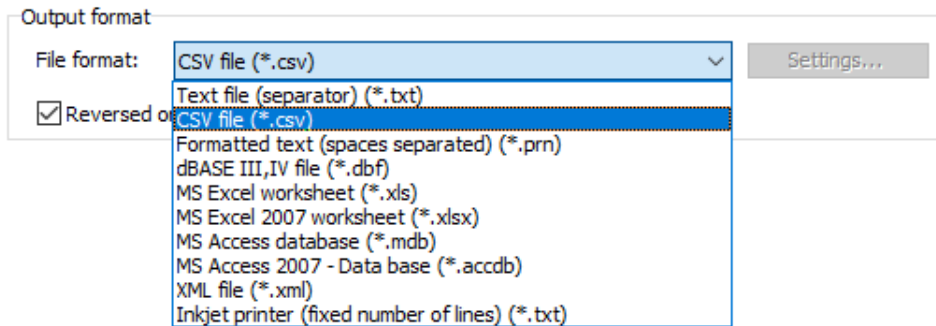 Output format
File format:
CSV file (*.csv)
Settings...
Text file (separator) (*.txt)
Reversed
CSV file (*.csv)
Formatted text (spaces separated) (*.prn)
dBASE III,IV file (*.dbf)
MS Excel worksheet (*.xls)
MS Excel 2007 worksheet (*.xlsx)
MS Access database (*.mdb)
MS Access 2007 - Data base (*.accdb)
XML file (*.xml)
Inkjet printer (fixed number of lines) (*.txt)